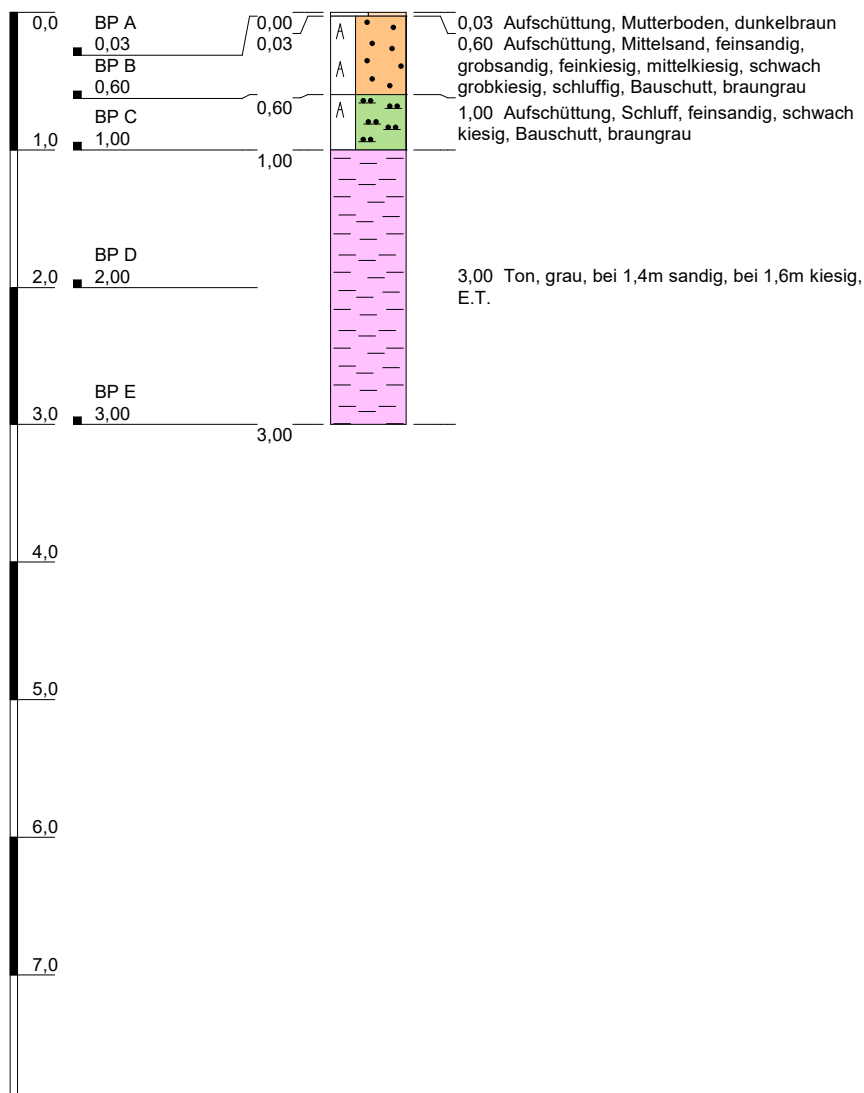 0,0
BP A
0,03
BP B
0,60
BP C
1,00
1,0
BP D
2,00
2,0
BP E
3,00
3,0
4,0
5,0
6,0
7,0
0,00
0,03
0,60
1,00
3,00
A
A
A
0,03 Aufschüttung, Mutterboden, dunkelbraun
0,60 Aufschüttung, Mittelsand, feinsandig,
grobsandig, feinkiesig, mittelkiesig, schwach
grobkiesig, schluffig, Bauschutt, braungrau
1,00 Aufschüttung, Schluff, feinsandig, schwach
kiesig, Bauschutt, braungrau
3,00 Ton, grau, bei 1,4m sandig, bei 1,6m kiesig,
E.T.